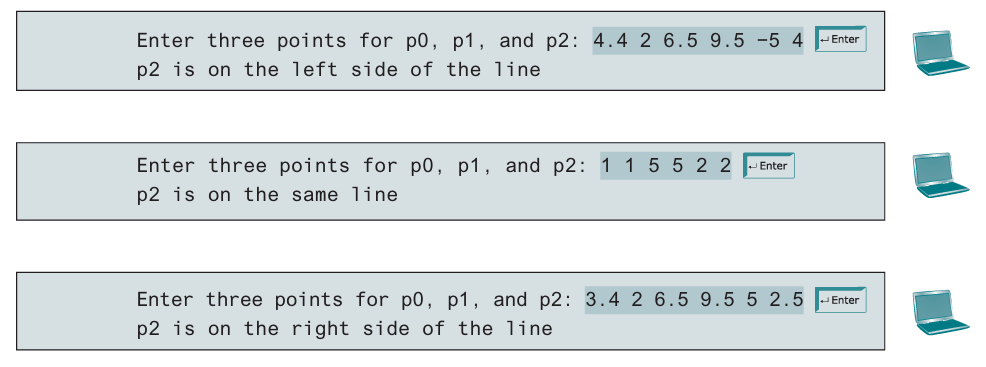 Enter three points for p0, p1, and p2: 4.4 2 6.5 9.5 −5 4 ↵Enter
p2 is on the left side of the line
Enter three points for p0, p1, and p2: 1 1 5 5 2 2 ↵Enter
p2 is on the same line
Enter three points for p0, p1, and p2: 3.4 2 6.5 9.5 5 2.5 ↵Enter
p2 is on the right side of the line